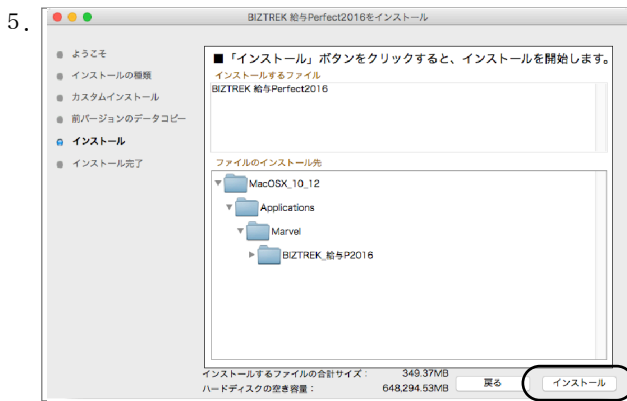 5.
BIZTREK 給与Perfect2016をインストール
ようこそ
インストールの種類
カスタムインストール
前バージョンのデータコピー
インストール
インストール完了
■「インストール」ボタンをクリックすると、インストールを開始します。
インストールするファイル
BIZTREK 給与Perfect2016
ファイルのインストール先
MacOSX_10_12
Applications
Marvel
BIZTREK_給与P2016
インストールするファイルの合計サイズ： 349.37MB
ハードディスクの空き容量： 648,294.53MB
戻る
インストール